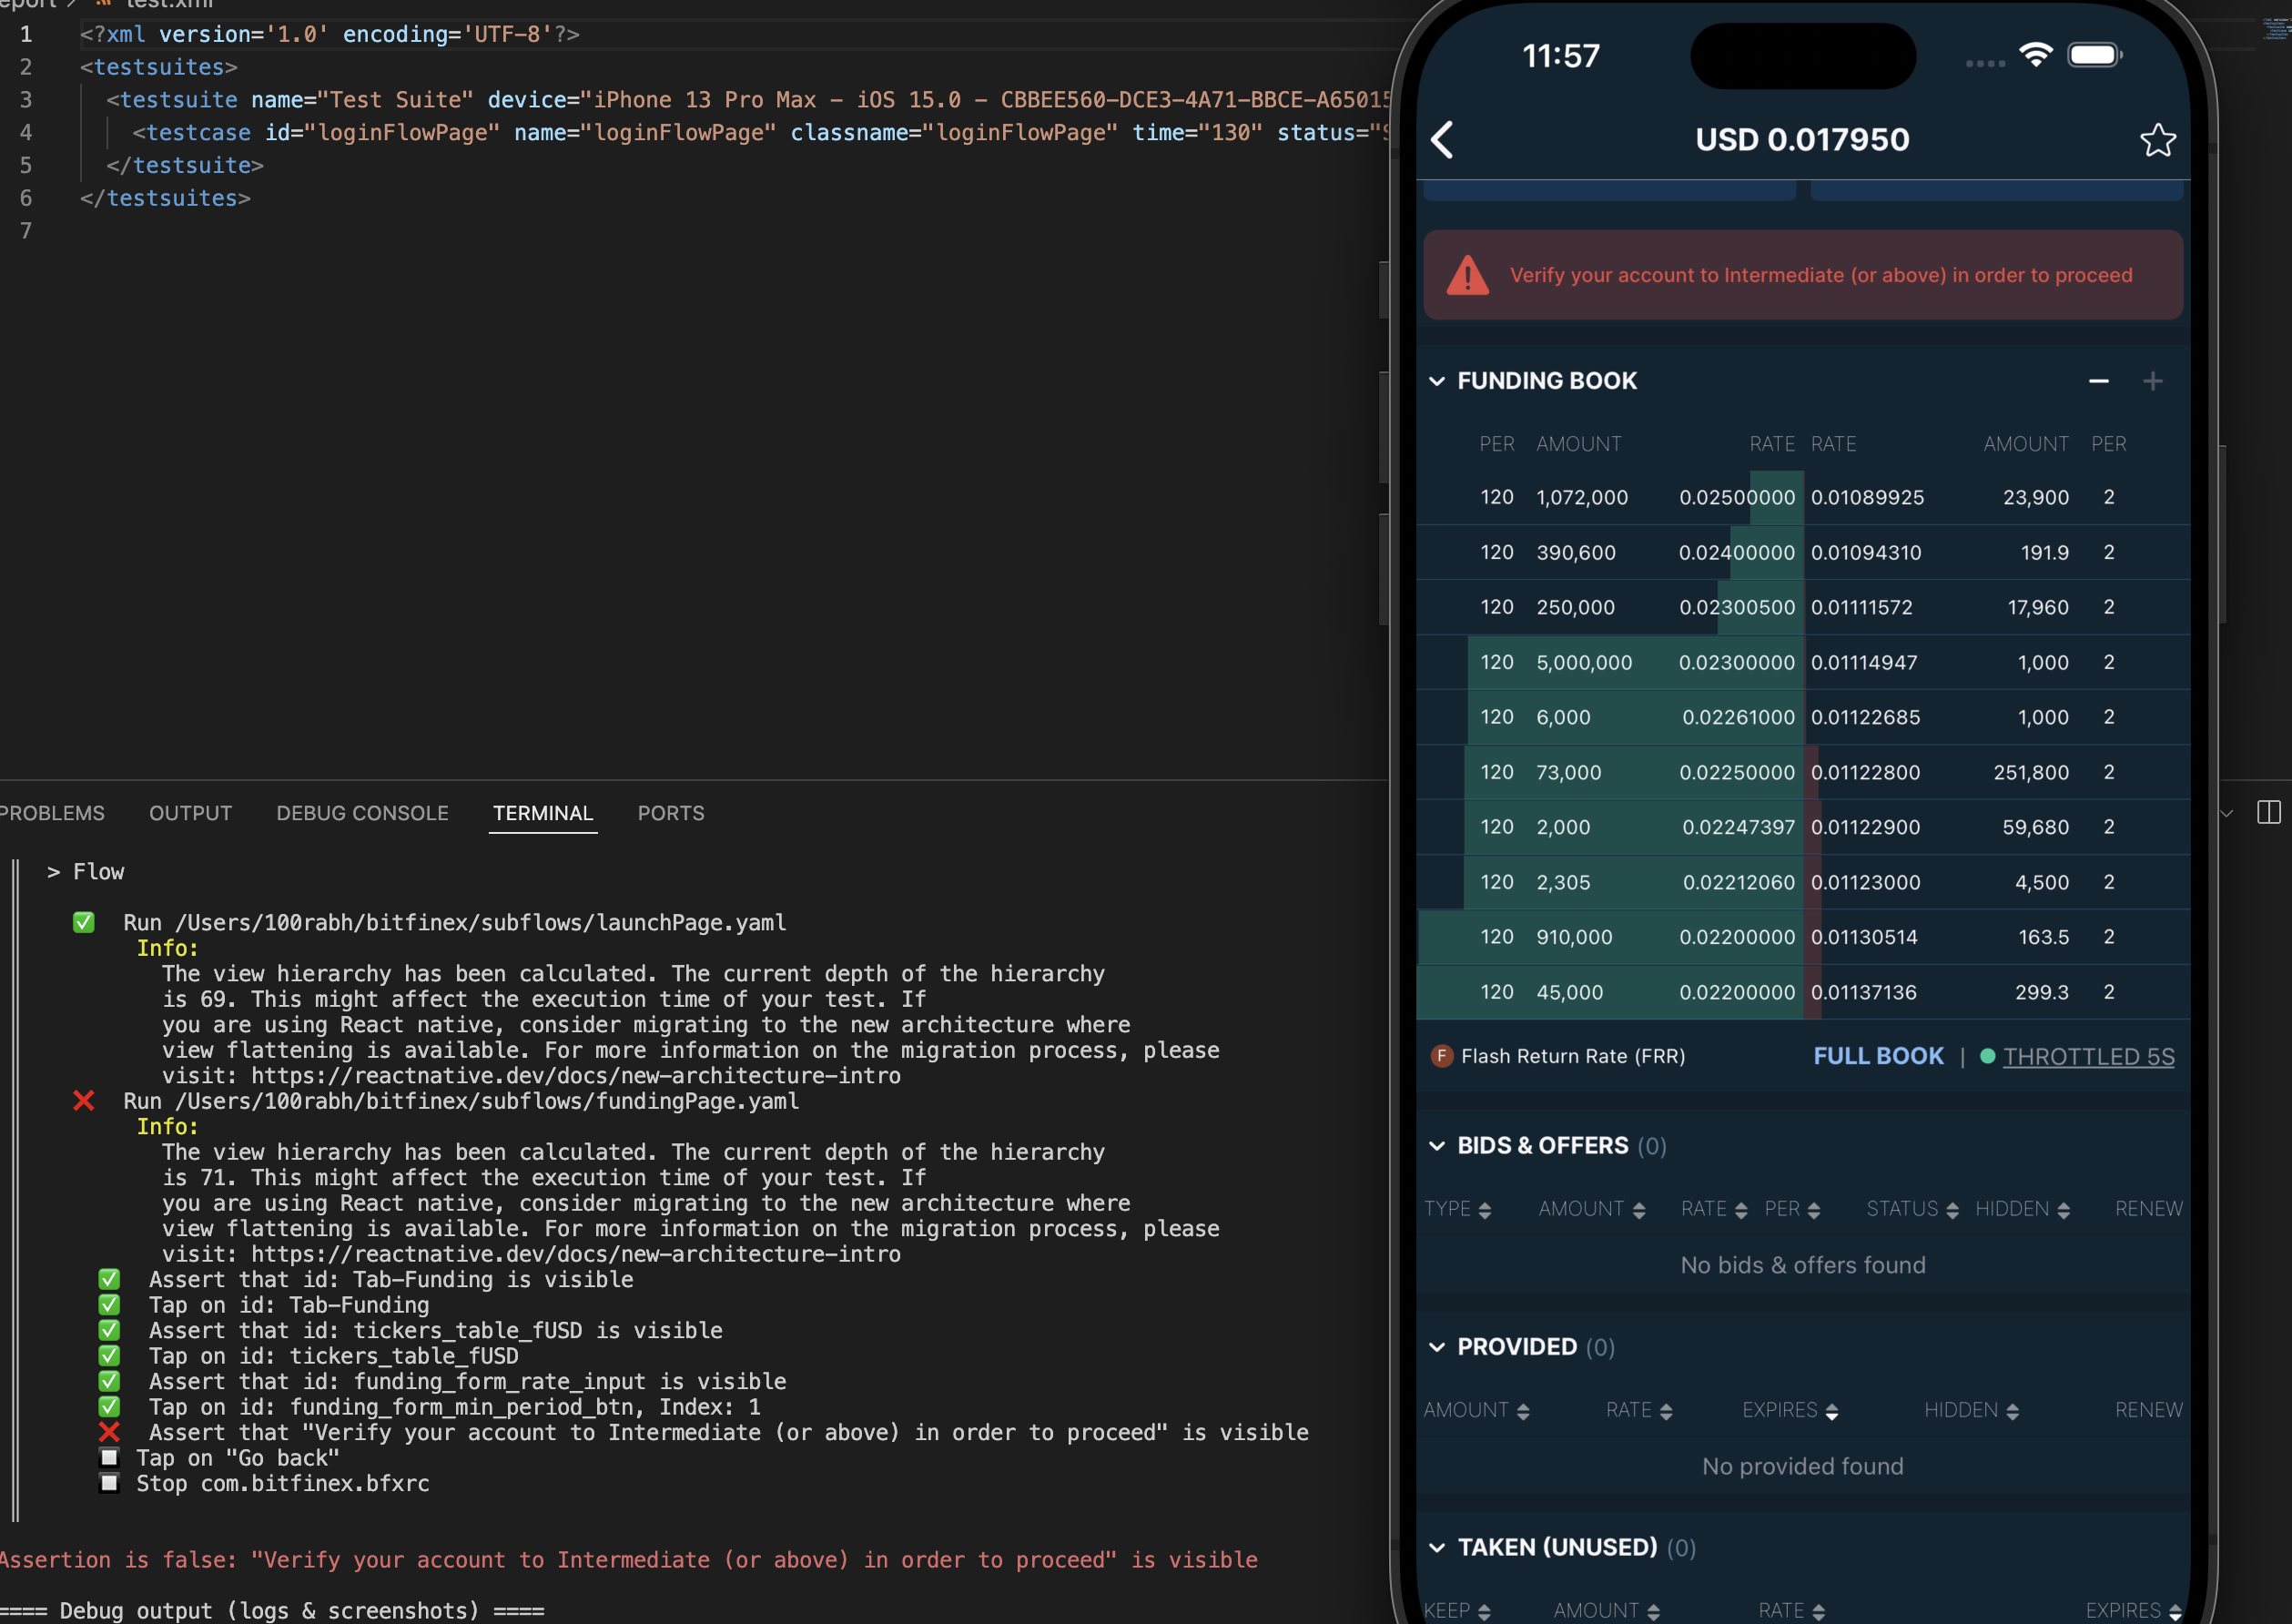 test.xml
1 <?xml version='1.0' encoding='UTF-8'?>
2 <testsuites>
3 <testsuite name="Test Suite" device="iPhone 13 Pro Max – iOS 15.0 – CBBEE560-DCE3-4A71-BBCE-A65015
4 <testcase id="loginFlowPage" name="loginFlowPage" classname="loginFlowPage" time="130" status="S
5 </testsuite>
6 </testsuites>
7
PROBLEMS OUTPUT DEBUG CONSOLE TERMINAL PORTS
> Flow
Run /Users/100rabh/bitfinex/subflows/launchPage.yaml
Info:
The view hierarchy has been calculated. The current depth of the hierarchy
is 69. This might affect the execution time of your test. If
you are using React native, consider migrating to the new architecture where
view flattening is available. For more information on the migration process, please
visit: https://reactnative.dev/docs/new-architecture-intro
Run /Users/100rabh/bitfinex/subflows/fundingPage.yaml
Info:
The view hierarchy has been calculated. The current depth of the hierarchy
is 71. This might affect the execution time of your test. If
you are using React native, consider migrating to the new architecture where
view flattening is available. For more information on the migration process, please
visit: https://reactnative.dev/docs/new-architecture-intro
Assert that id: Tab-Funding is visible
Tap on id: Tab-Funding
Assert that id: tickers_table_fUSD is visible
Tap on id: tickers_table_fUSD
Assert that id: funding_form_rate_input is visible
Tap on id: funding_form_min_period_btn, Index: 1
Assert that "Verify your account to Intermediate (or above) in order to proceed" is visible
Tap on "Go back"
Stop com.bitfinex.bfxrc
Assertion is false: "Verify your account to Intermediate (or above) in order to proceed" is visible
==== Debug output (logs & screenshots) ====
11:57
USD 0.017950
Verify your account to Intermediate (or above) in order to proceed
FUNDING BOOK − +
PER AMOUNT RATE RATE AMOUNT PER
120 1,072,000 0.02500000 0.01089925 23,900 2
120 390,600 0.02400000 0.01094310 191.9 2
120 250,000 0.02300500 0.01111572 17,960 2
120 5,000,000 0.02300000 0.01114947 1,000 2
120 6,000 0.02261000 0.01122685 1,000 2
120 73,000 0.02250000 0.01122800 251,800 2
120 2,000 0.02247397 0.01122900 59,680 2
120 2,305 0.02212060 0.01123000 4,500 2
120 910,000 0.02200000 0.01130514 163.5 2
120 45,000 0.02200000 0.01137136 299.3 2
F Flash Return Rate (FRR) FULL BOOK | THROTTLED 5S
BIDS & OFFERS (0)
TYPE AMOUNT RATE PER STATUS HIDDEN RENEW
No bids & offers found
PROVIDED (0)
AMOUNT RATE EXPIRES HIDDEN RENEW
No provided found
TAKEN (UNUSED) (0)
KEEP AMOUNT RATE EXPIRES